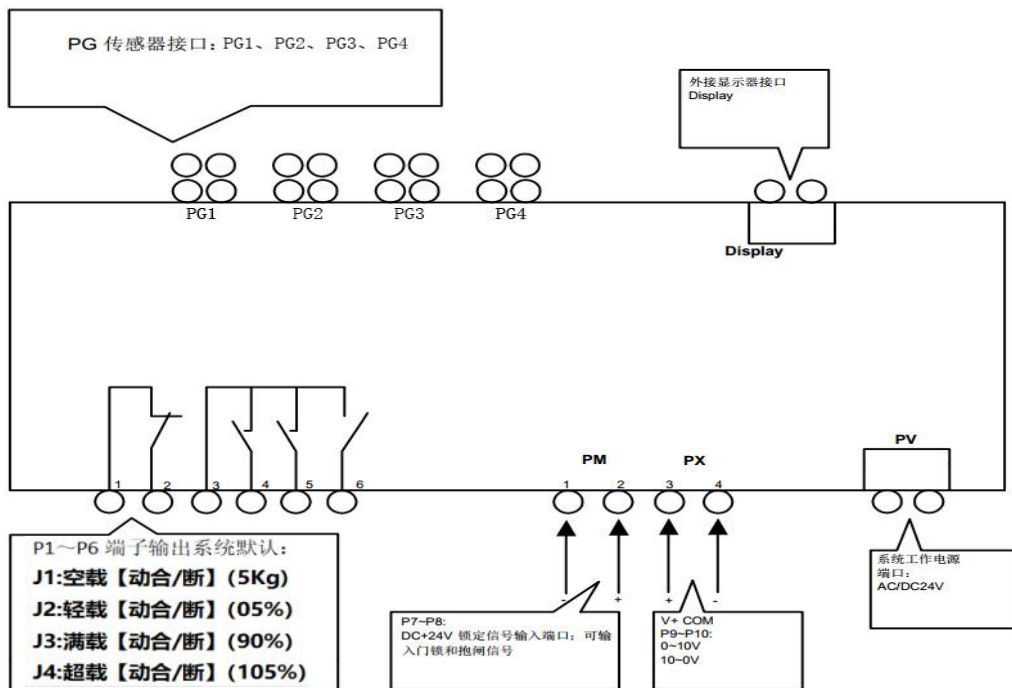 PG 传感器接口：PG1、PG2、PG3、PG4
外接显示器接口
Display
PG1
PG2
PG3
PG4
Display
PV
PM
PX
1
2
3
4
5
6
1
2
3
4
P1～P6 端子输出系统默认：
J1:空载【动合/断】(5Kg)
J2:轻载【动合/断】(05%)
J3:满载【动合/断】(90%)
J4:超载【动合/断】(105%)
-
+
+
-
P7~P8:
DC+24V 锁定信号输入端口；可输
入门锁和抱闸信号
V+ COM
P9~P10:
0~10V
10~0V
系统工作电源
端口：
AC/DC24V